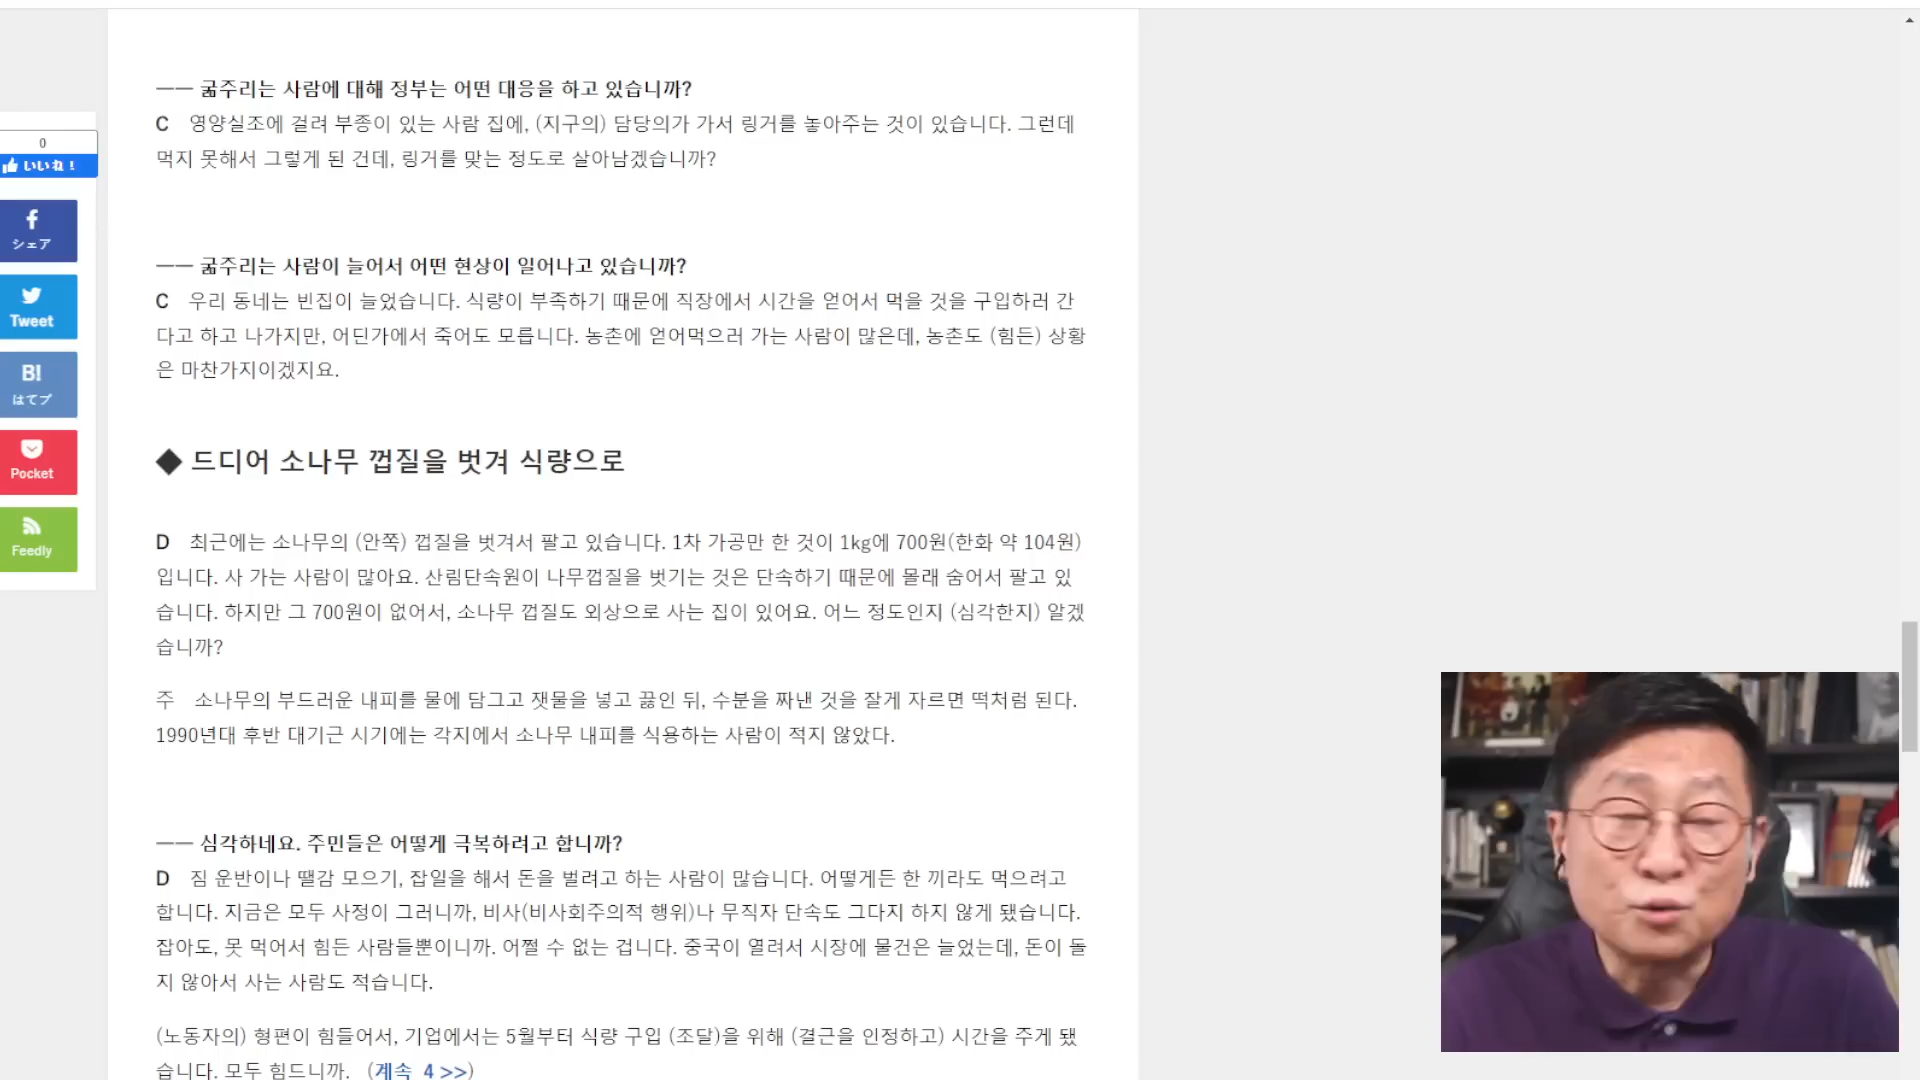 —— 굶주리는 사람에 대해 정부는 어떤 대응을 하고 있습니까?
C 영양실조에 걸려 부종이 있는 사람 집에, (지구의) 담당의가 가서 링거를 놓아주는 것이 있습니다. 그런데
먹지 못해서 그렇게 된 건데, 링거를 맞는 정도로 살아남겠습니까?
0
いいね!
シェア
Tweet
B!
はてブ
Pocket
Feedly
—— 굶주리는 사람이 늘어서 어떤 현상이 일어나고 있습니까?
C 우리 동네는 빈집이 늘었습니다. 식량이 부족하기 때문에 직장에서 시간을 얻어서 먹을 것을 구입하러 간
다고 하고 나가지만, 어딘가에서 죽어도 모릅니다. 농촌에 얻어먹으러 가는 사람이 많은데, 농촌도 (힘든) 상황
은 마찬가지이겠지요.
◆ 드디어 소나무 껍질을 벗겨 식량으로
D 최근에는 소나무의 (안쪽) 껍질을 벗겨서 팔고 있습니다. 1차 가공만 한 것이 1kg에 700원(한화 약 104원)
입니다. 사 가는 사람이 많아요. 산림단속원이 나무껍질을 벗기는 것은 단속하기 때문에 몰래 숨어서 팔고 있
습니다. 하지만 그 700원이 없어서, 소나무 껍질도 외상으로 사는 집이 있어요. 어느 정도인지 (심각한지) 알겠
습니까?
주 소나무의 부드러운 내피를 물에 담그고 잿물을 넣고 끓인 뒤, 수분을 짜낸 것을 잘게 자르면 떡처럼 된다.
1990년대 후반 대기근 시기에는 각지에서 소나무 내피를 식용하는 사람이 적지 않았다.
—— 심각하네요. 주민들은 어떻게 극복하려고 합니까?
D 짐 운반이나 땔감 모으기, 잡일을 해서 돈을 벌려고 하는 사람이 많습니다. 어떻게든 한 끼라도 먹으려고
합니다. 지금은 모두 사정이 그러니까, 비사(비사회주의적 행위)나 무직자 단속도 그다지 하지 않게 됐습니다.
잡아도, 못 먹어서 힘든 사람들뿐이니까. 어쩔 수 없는 겁니다. 중국이 열려서 시장에 물건은 늘었는데, 돈이 돌
지 않아서 사는 사람도 적습니다.
(노동자의) 형편이 힘들어서, 기업에서는 5월부터 식량 구입 (조달)을 위해 (결근을 인정하고) 시간을 주게 됐
습니다. 모두 힘드니까. (계속 4 >>)